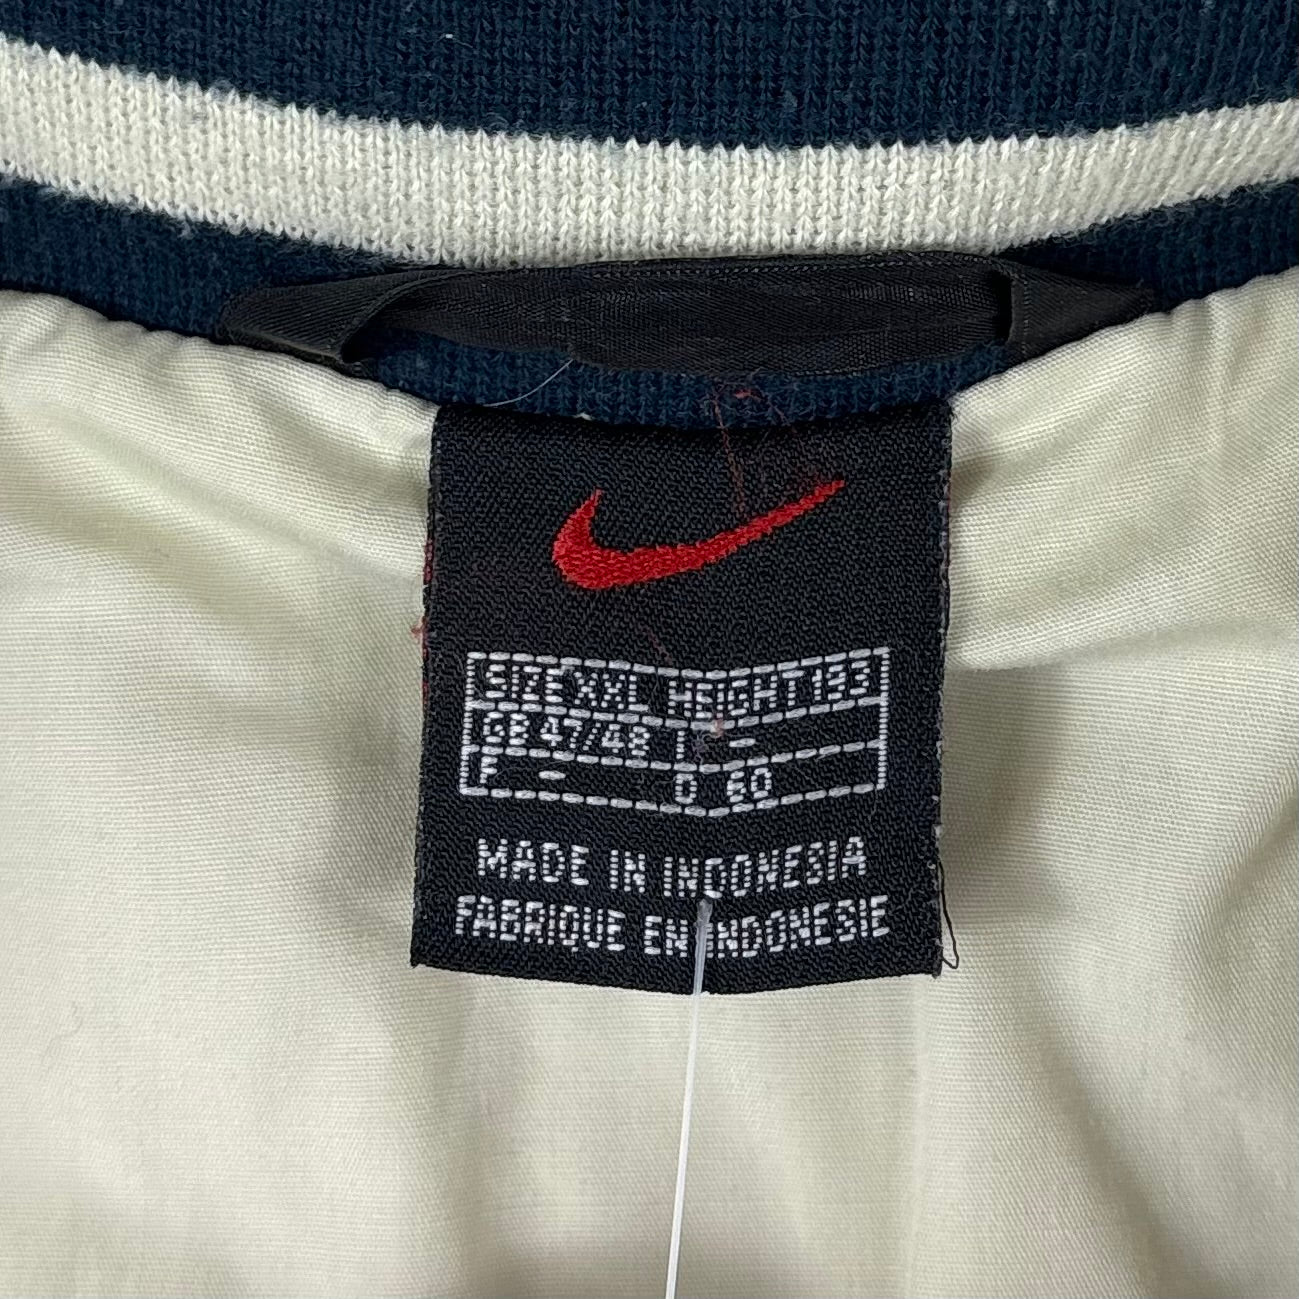 SIZE XXL HEIGHT 193
GB 47/48 I -
F - D 60
MADE IN INDONESIA
FABRIQUE EN INDONESIE